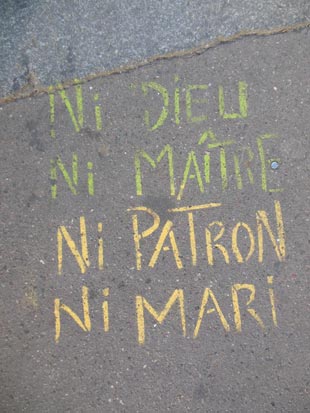 Ni DIEU
Ni MAÎTRE
Ni PATRON
Ni MARi